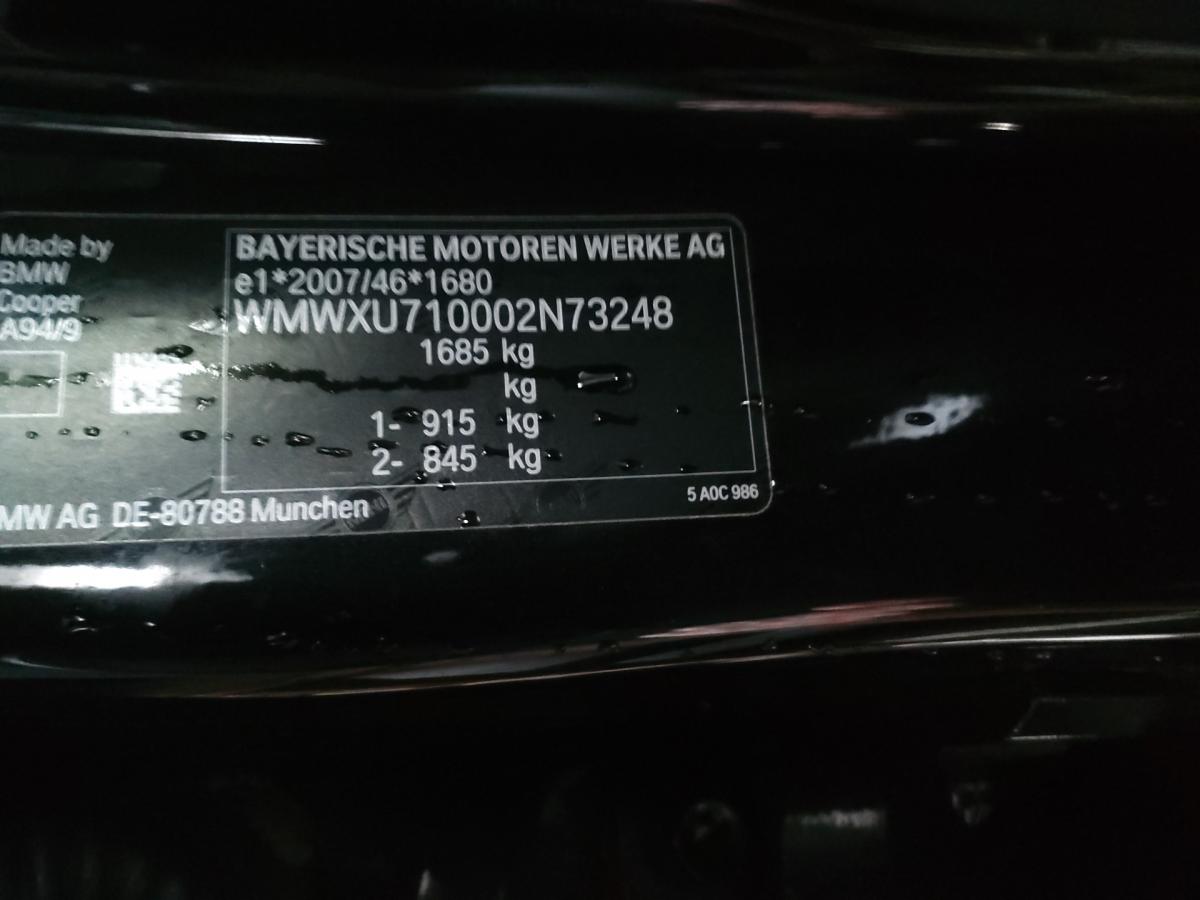 Made by
BMW
Cooper
A94/9
BAYERISCHE MOTOREN WERKE AG
e1*2007/46*1680
WMWXU710002N73248
1685 kg
kg
1- 915 kg
2- 845 kg
MW AG DE-80788 Munchen
5 A0C 986